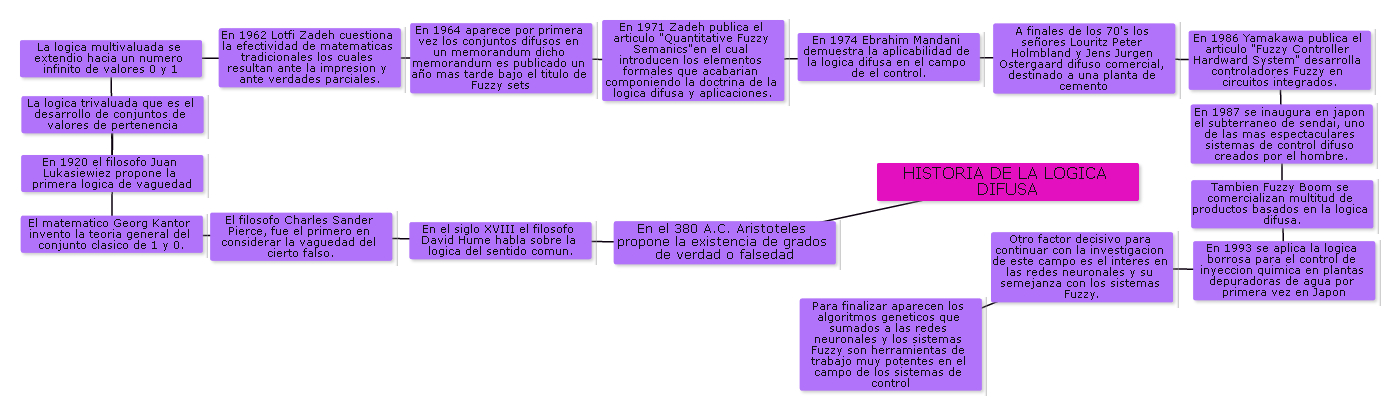 HISTORIA DE LA LOGICA
DIFUSA
En el 380 A.C. Aristoteles
propone la existencia de grados
de verdad o falsedad
En el siglo XVIII el filosofo
David Hume habla sobre la
logica del sentido comun.
El filosofo Charles Sander
Pierce, fue el primero en
considerar la vaguedad del
cierto falso.
El matematico Georg Kantor
invento la teoria general del
conjunto clasico de 1 y 0.
En 1920 el filosofo Juan
Lukasiewiez propone la
primera logica de vaguedad
La logica trivaluada que es el
desarrollo de conjuntos de
valores de pertenencia
La logica multivaluada se
extendio hacia un numero
infinito de valores 0 y 1
En 1962 Lotfi Zadeh cuestiona
la efectividad de matematicas
tradicionales los cuales
resultan ante la impresion y
ante verdades parciales.
En 1964 aparece por primera
vez los conjuntos difusos en
un memorandum dicho
memorandum es publicado un
año mas tarde bajo el titulo de
Fuzzy sets
En 1971 Zadeh publica el
articulo "Quantitative Fuzzy
Semanics"en el cual
introducen los elementos
formales que acabarian
componiendo la doctrina de la
logica difusa y aplicaciones.
En 1974 Ebrahim Mandani
demuestra la aplicabilidad de
la logica difusa en el campo
de el control.
A finales de los 70's los
señores Louritz Peter
Holmbland y Jens Jurgen
Ostergaard difuso comercial,
destinado a una planta de
cemento
En 1986 Yamakawa publica el
articulo "Fuzzy Controller
Hardward System" desarrolla
controladores Fuzzy en
circuitos integrados.
En 1987 se inaugura en japon
el subterraneo de sendai, uno
de las mas espectaculares
sistemas de control difuso
creados por el hombre.
Tambien Fuzzy Boom se
comercializan multitud de
productos basados en la logica
difusa.
En 1993 se aplica la logica
borrosa para el control de
inyeccion quimica en plantas
depuradoras de agua por
primera vez en Japon
Otro factor decisivo para
continuar con la investigacion
de este campo es el interes en
las redes neuronales y su
semejanza con los sistemas
Fuzzy.
Para finalizar aparecen los
algoritmos geneticos que
sumados a las redes
neuronales y los sistemas
Fuzzy son herramientas de
trabajo muy potentes en el
campo de los sistemas de
control